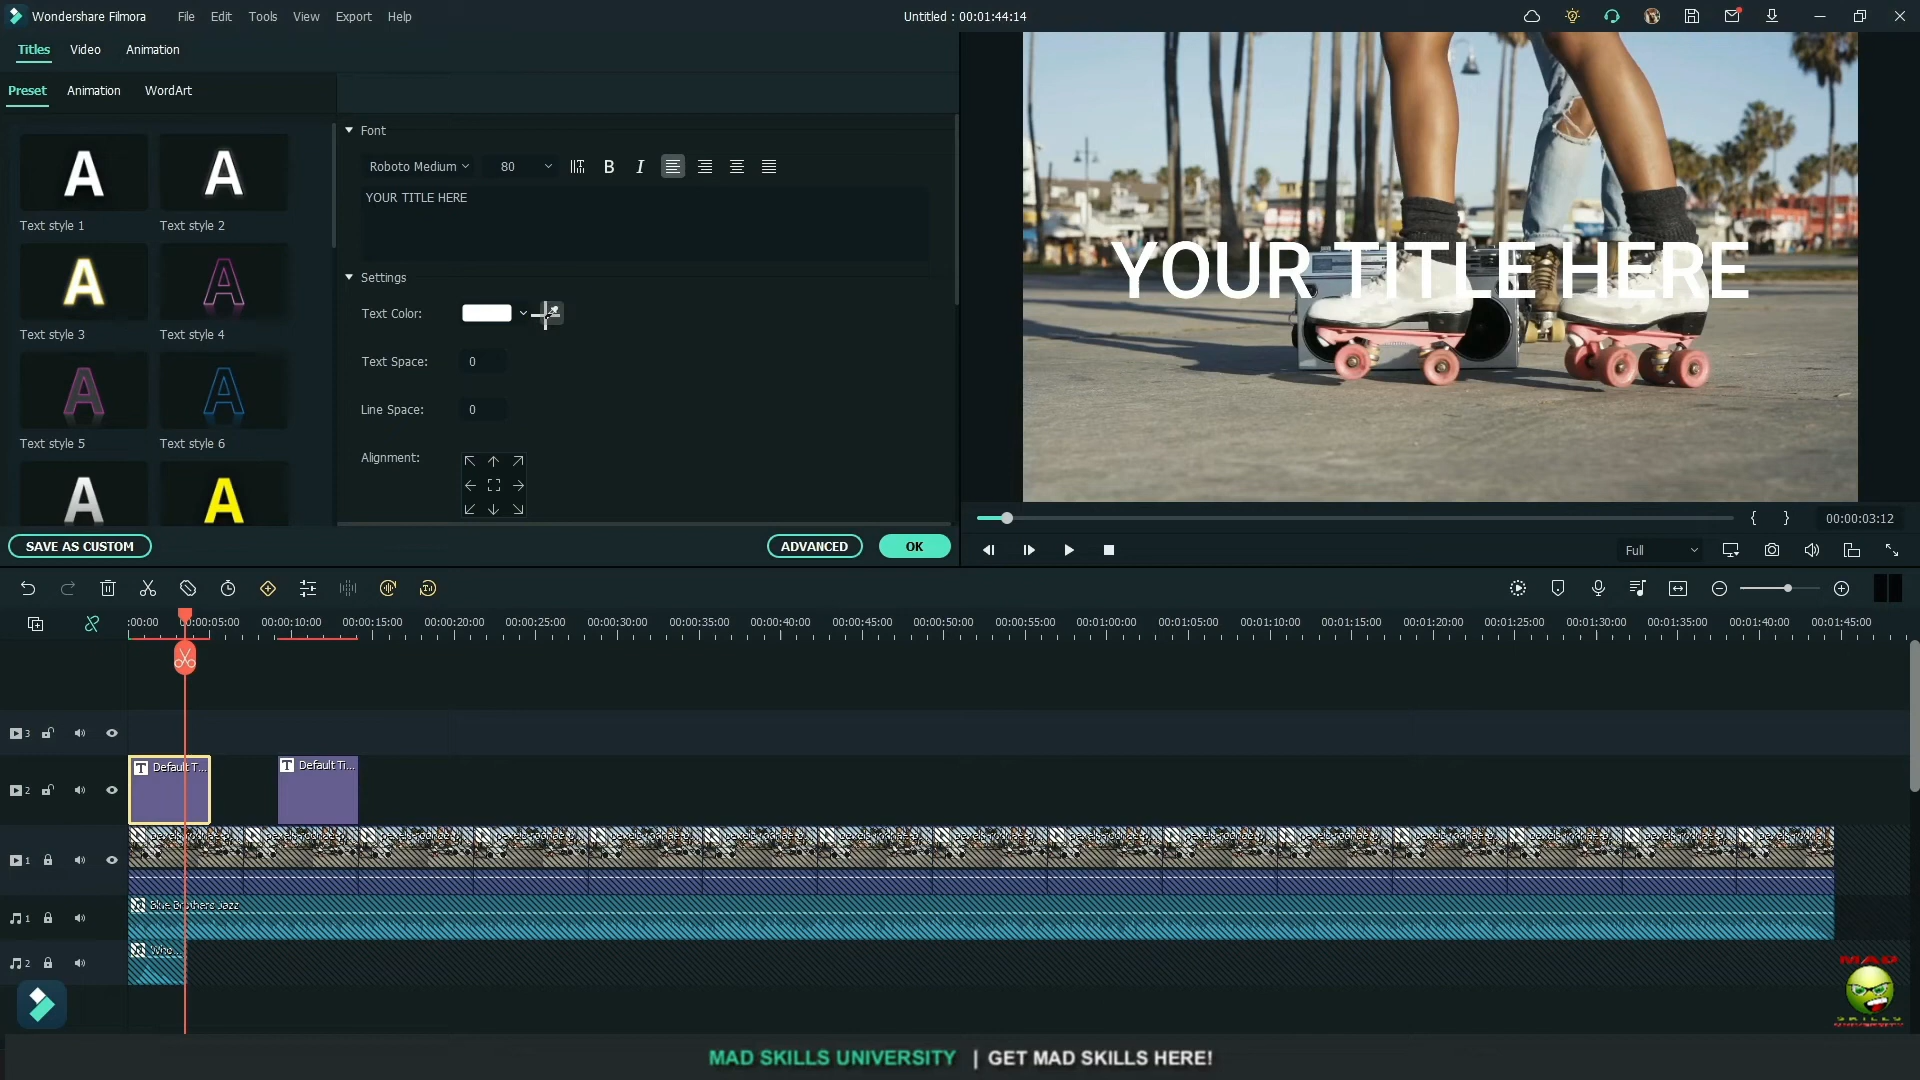 Wondershare Filmora
File Edit Tools View Export Help
Untitled : 00:01:44:14
Titles Video Animation
Preset Animation WordArt
Font
Roboto Medium 80 B I
YOUR TITLE HERE
A A
Text style 1 Text style 2
A A
Text style 3 Text style 4
A A
Text style 5 Text style 6
A A
Settings
Text Color:
Text Space: 0
Line Space: 0
Alignment:
SAVE AS CUSTOM ADVANCED OK
YOUR TITLE HERE
{ } 00:00:03:12
Full
:00:00 00:00:05:00 00:00:10:00 00:00:15:00 00:00:20:00 00:00:25:00 00:00:30:00 00:00:35:00 00:00:40:00 00:00:45:00 00:00:50:00 00:00:55:00 00:01:00:00 00:01:05:00 00:01:10:00 00:01:15:00 00:01:20:00 00:01:25:00 00:01:30:00 00:01:35:00 00:01:40:00 00:01:45:00
3
2
T Default T... T Default Ti...
1
1 Blue Brothers Jazz
2
MAD
SKILLS
MAD SKILLS UNIVERSITY | GET MAD SKILLS HERE!